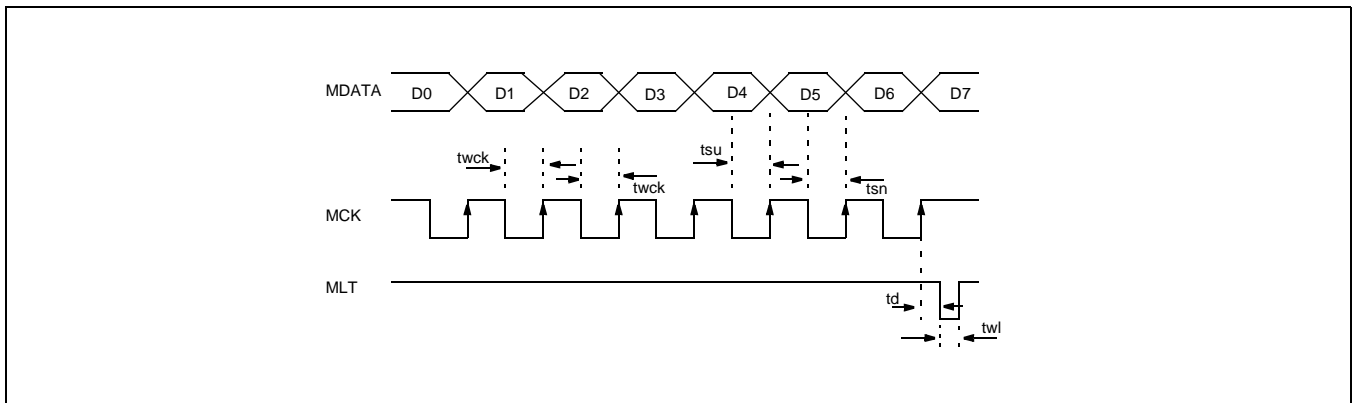 MDATA D0 D1 D2 D3 D4 D5 D6 D7
twck tsu
twck tsn
MCK
MLT
td
twl